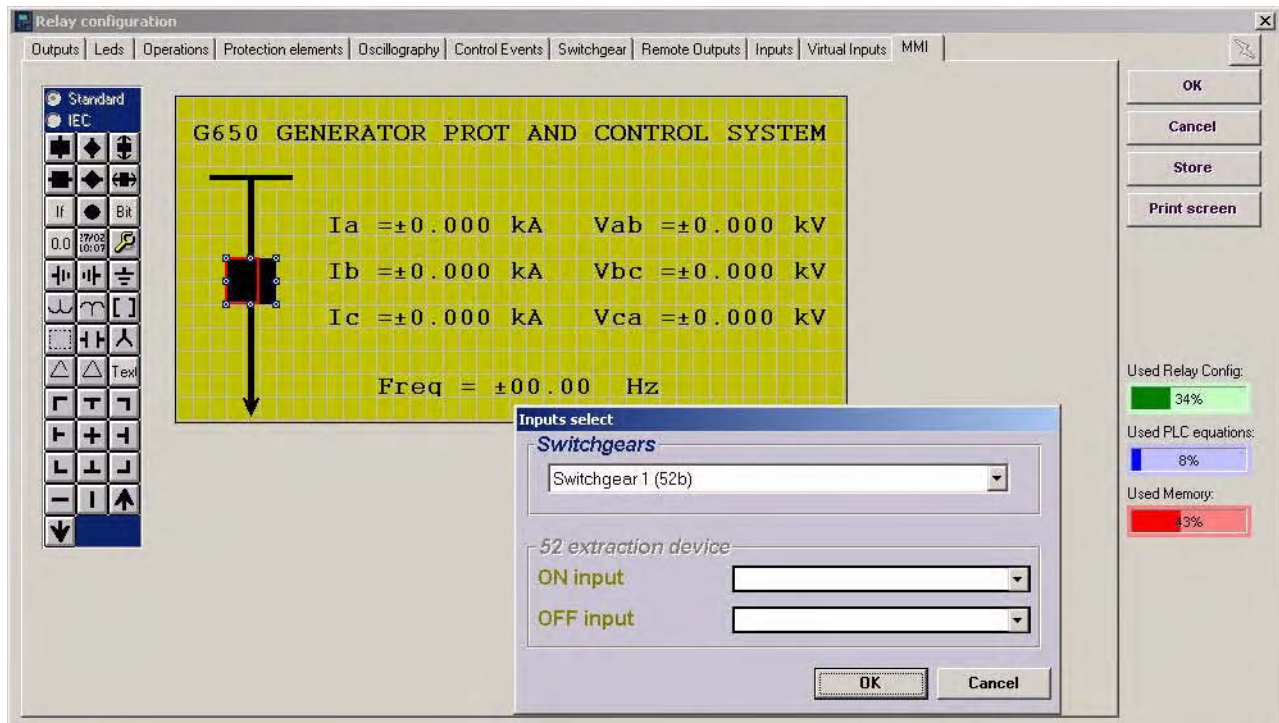 Relay configuration
Outputs Leds Operations Protection elements Oscillography Control Events Switchgear Remote Outputs Inputs Virtual Inputs MMI
Standard
IEC
If
Bit
0.0
27/02
10:07
Text
G650 GENERATOR PROT AND CONTROL SYSTEM
Ia =±0.000 kA Vab =±0.000 kV
Ib =±0.000 kA Vbc =±0.000 kV
Ic =±0.000 kA Vca =±0.000 kV
Freq = ±00.00 Hz
OK
Cancel
Store
Print screen
Used Relay Config:
34%
Used PLC equations:
8%
Used Memory:
43%
Inputs select
Switchgears
Switchgear 1 (52b)
52 extraction device
ON input
OFF input
OK Cancel